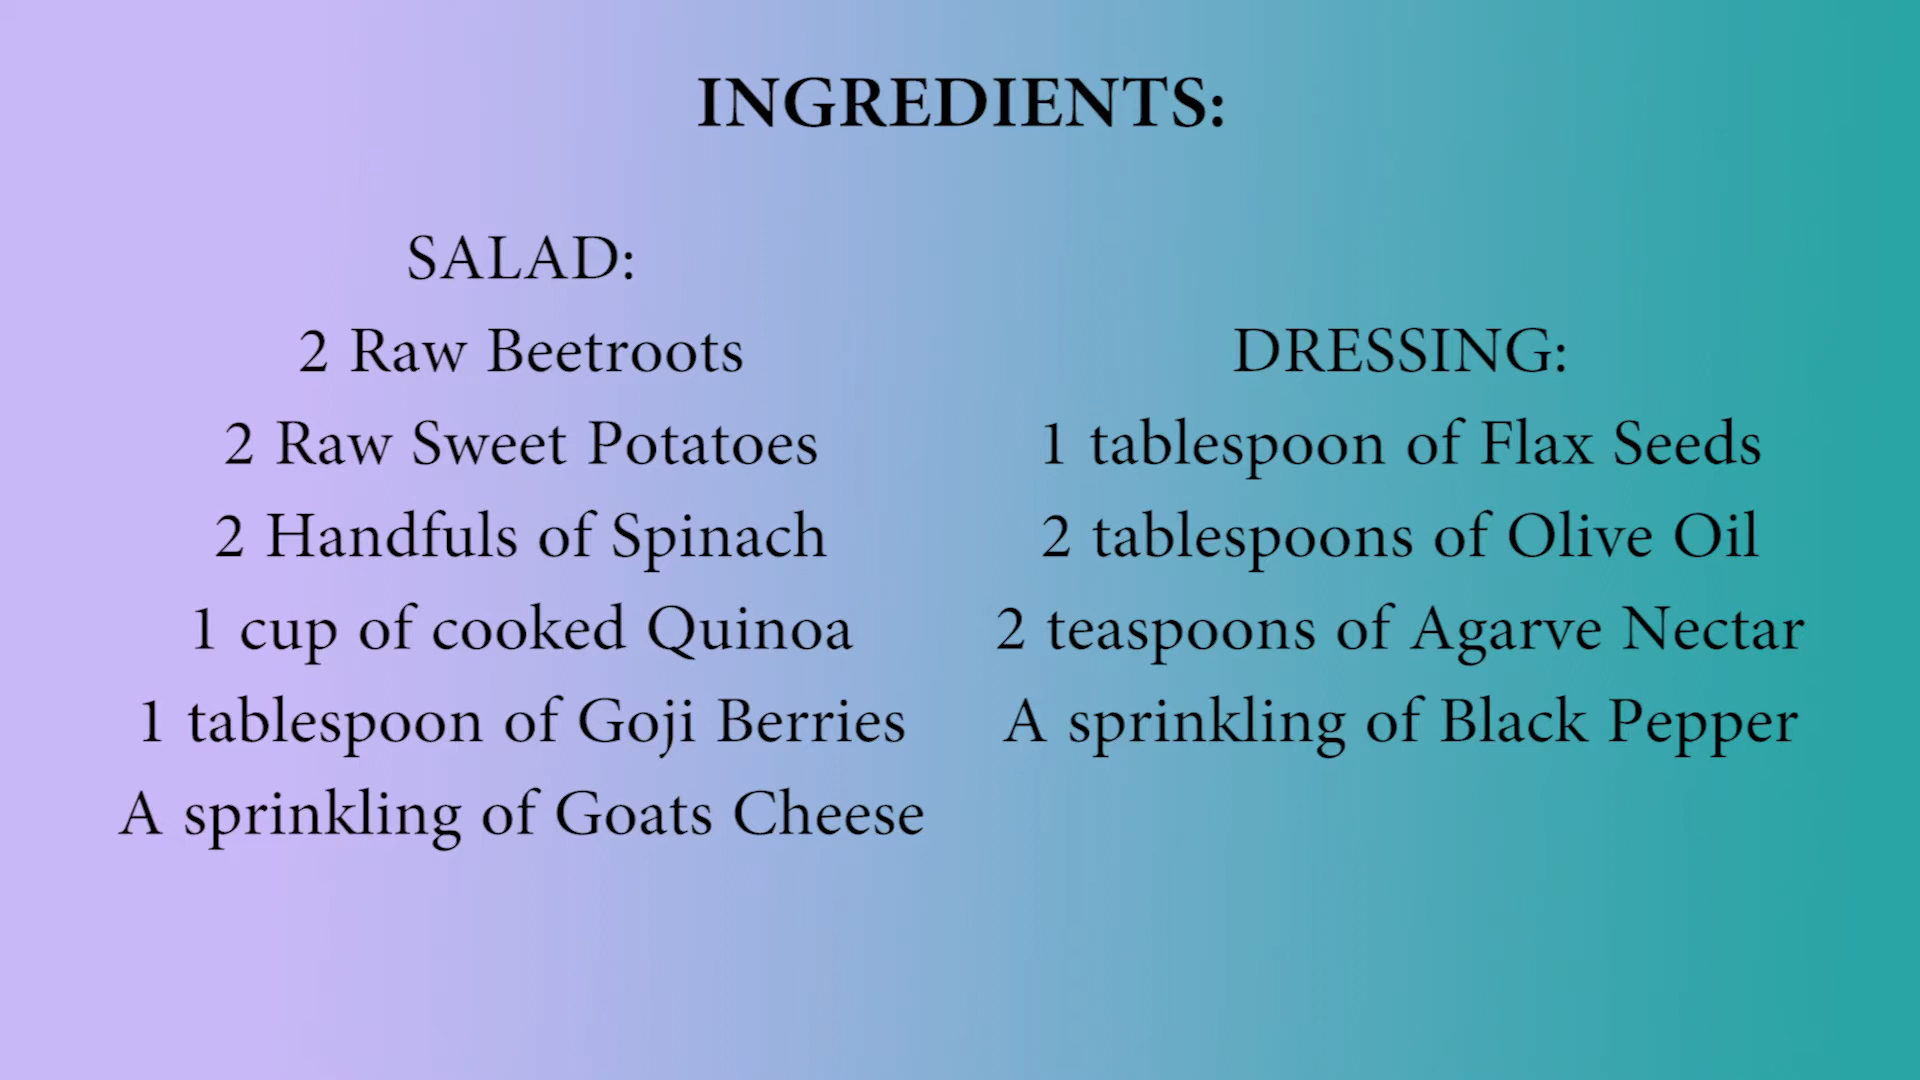 INGREDIENTS:
SALAD:
2 Raw Beetroots
2 Raw Sweet Potatoes
2 Handfuls of Spinach
1 cup of cooked Quinoa
1 tablespoon of Goji Berries
A sprinkling of Goats Cheese
DRESSING:
1 tablespoon of Flax Seeds
2 tablespoons of Olive Oil
2 teaspoons of Agarve Nectar
A sprinkling of Black Pepper